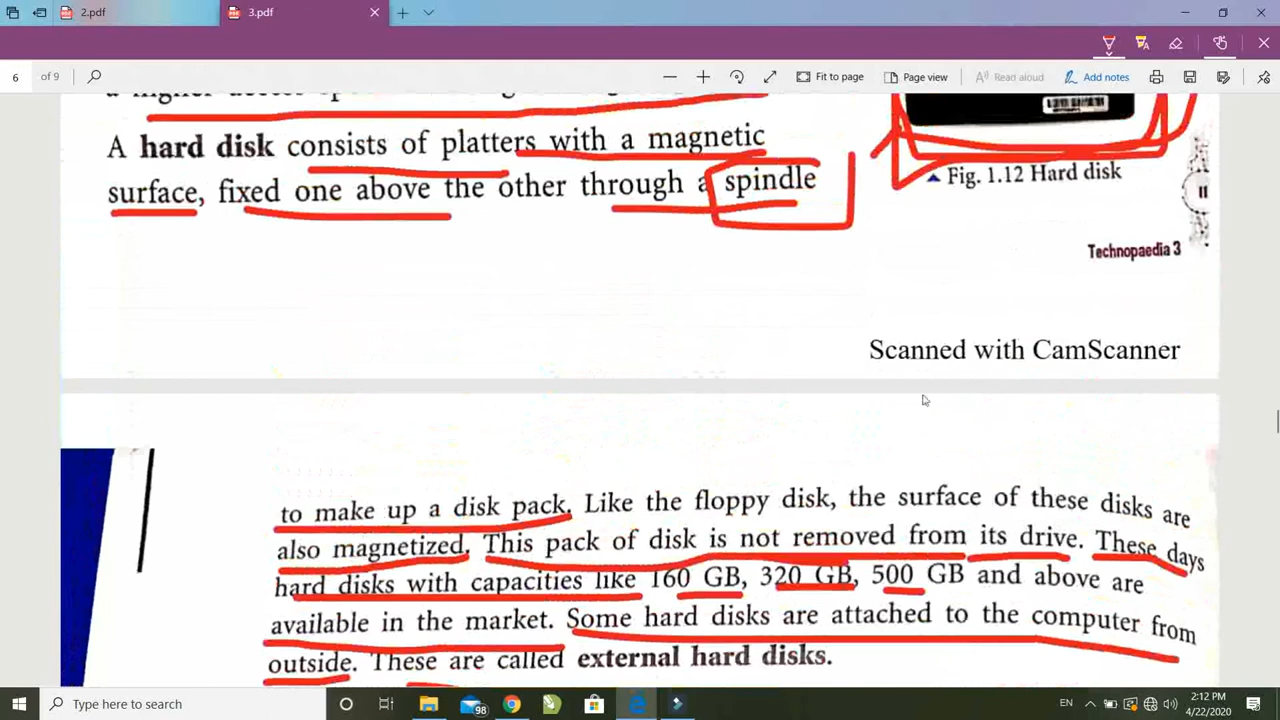 2.pdf
3.pdf
6 of 9
Fit to page
Page view
Read aloud
Add notes
A hard disk consists of platters with a magnetic
surface, fixed one above the other through a spindle
Fig. 1.12 Hard disk
11
Technopaedia 3
Scanned with CamScanner
to make up a disk pack. Like the floppy disk, the surface of these disks are
also magnetized. This pack of disk is not removed from its drive. These days
hard disks with capacities like 160 GB, 320 GB, 500 GB and above are
available in the market. Some hard disks are attached to the computer from
outside. These are called external hard disks.
Type here to search
98
EN
2:12 PM
4/22/2020